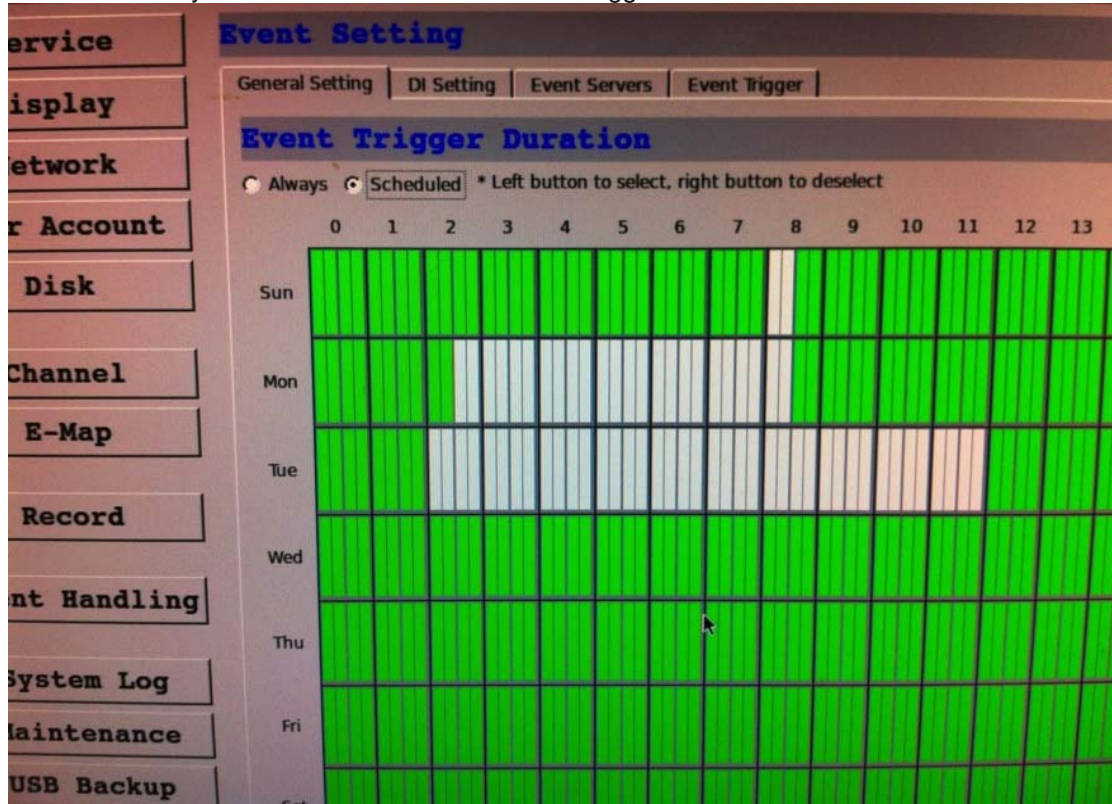 Event Setting
General Setting DI Setting Event Servers Event Trigger
Event Trigger Duration
Always Scheduled * Left button to select, right button to deselect
0 1 2 3 4 5 6 7 8 9 10 11 12 13
Sun
Mon
Tue
Wed
Thu
Fri
ervice
isplay
etwork
r Account
Disk
Channel
E-Map
Record
nt Handling
System Log
Maintenance
USB Backup